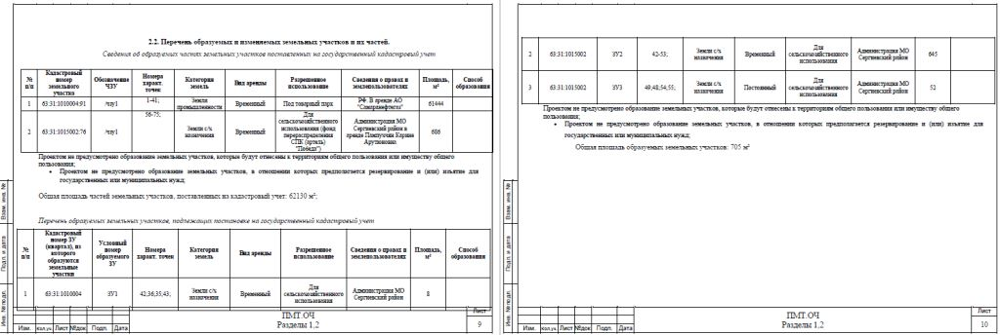 2.2. Перечень образуемых и изменяемых земельных участков и их частей.
Сведения об образуемых частях земельных участков поставленных на государственный кадастровый учет
№ п/п Кадастровый номер земельного участка Обозначение ЧЗУ Номера характ. точек Категория земель Вид аренды Разрешенное использование Сведения о правах и землепользователях Площадь, м² Способ образования
1 63:31:1010004:91 /чзу1 1-41; Земли промышленности Временный Под товарный парк РФ. В аренде АО "Самаранефтегаз" 61444
2 63:31:1015002:76 /чзу1 56-75; Земли с/х назначения Временный Для сельскохозяйственного использования (фонд перераспределения СПК (артель) "Победа") Администрация МО Сергиевский район в аренде Пампухчян Карине Арутюновна 686
Проектом не предусмотрено образование земельных участков, которые будут отнесены к территориям общего пользования или имуществу общего
пользования;
• Проектом не предусмотрено образование земельных участков, в отношении которых предполагается резервирование и (или) изъятие для
государственных или муниципальных нужд;
Общая площадь частей земельных участков, поставленных на кадастровый учет: 62130 м²;
Перечень образуемых земельных участков, подлежащих постановке на государственный кадастровый учет
№ п/п Кадастровый номер ЗУ (квартал), из которого образуются земельные участки Условный номер образуемого ЗУ Номера характ. точек Категория земель Вид аренды Разрешенное использование Сведения о правах и землепользователях Площадь, м² Способ образования
1 63:31:1010004 ЗУ1 42;36;35;43; Земли с/х назначения Временный Для сельскохозяйственного использования Администрация МО Сергиевский район 8
Взам. инв. №
Подп. и дата
Инв. № подл.
Изм. Кол.уч. Лист №док Подп. Дата
ПМТ.ОЧ
Разделы 1,2
Лист
9
2 63:31:1015002 ЗУ2 42-53; Земли с/х назначения Временный Для сельскохозяйственного использования Администрация МО Сергиевский район 645
3 63:31:1015002 ЗУ3 49;48;54;55; Земли с/х назначения Постоянный Для сельскохозяйственного использования Администрация МО Сергиевский район 52
Проектом не предусмотрено образование земельных участков, которые будут отнесены к территориям общего пользования или имуществу общего
пользования;
• Проектом не предусмотрено образование земельных участков, в отношении которых предполагается резервирование и (или) изъятие для
государственных или муниципальных нужд;
Общая площадь образуемых земельных участков: 705 м²
Взам. инв. №
Подп. и дата
Инв. № подл.
Изм. Кол.уч. Лист №док Подп. Дата
ПМТ.ОЧ
Разделы 1,2
Лист
10